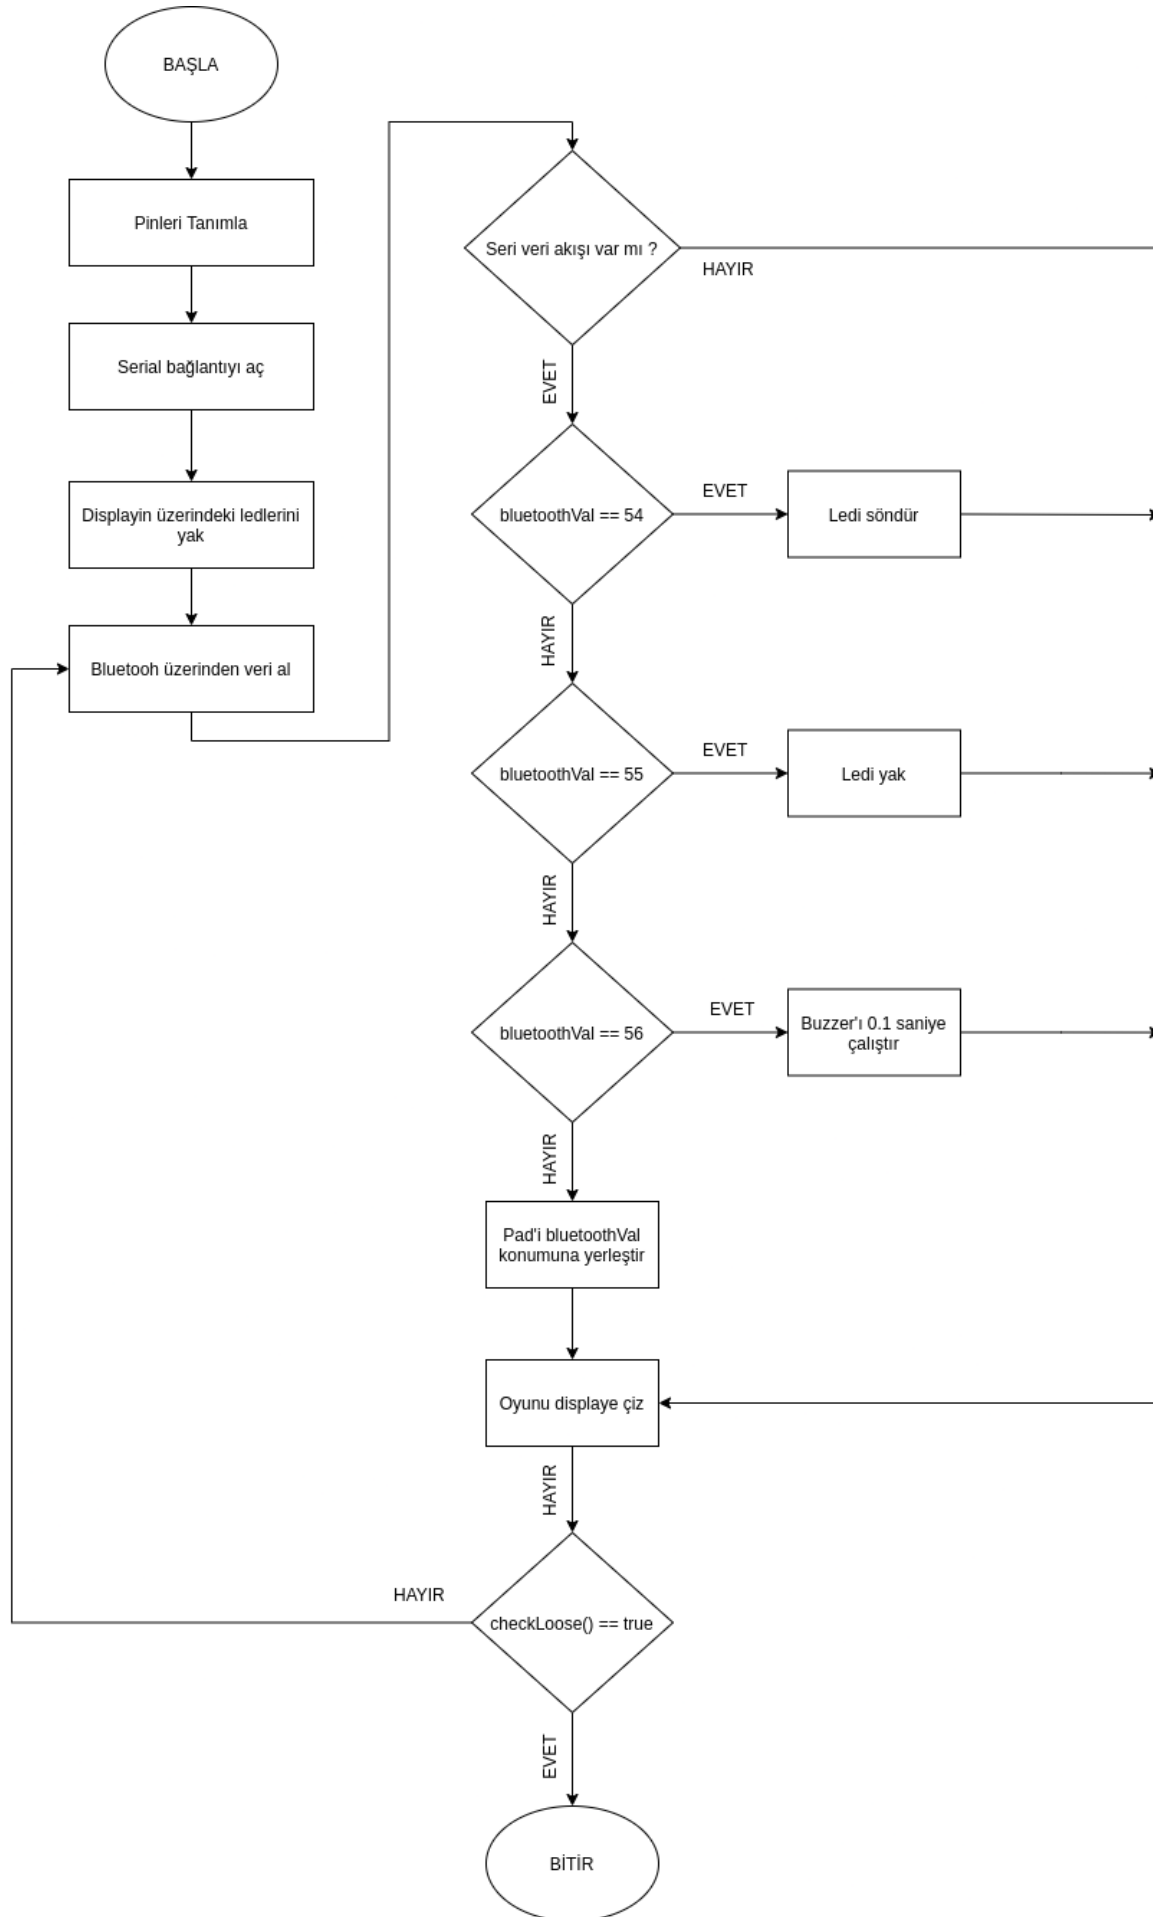 BAŞLA
Pinleri Tanımla
Serial bağlantıyı aç
Displayin üzerindeki ledlerini
yak
Bluetooh üzerinden veri al
Seri veri akışı var mı ?
HAYIR
EVET
bluetoothVal == 54
EVET
Ledi söndür
HAYIR
bluetoothVal == 55
EVET
Ledi yak
HAYIR
bluetoothVal == 56
EVET
Buzzer'ı 0.1 saniye
çalıştır
HAYIR
Pad'i bluetoothVal
konumuna yerleştir
Oyunu displaye çiz
HAYIR
checkLoose() == true
HAYIR
EVET
BİTİR